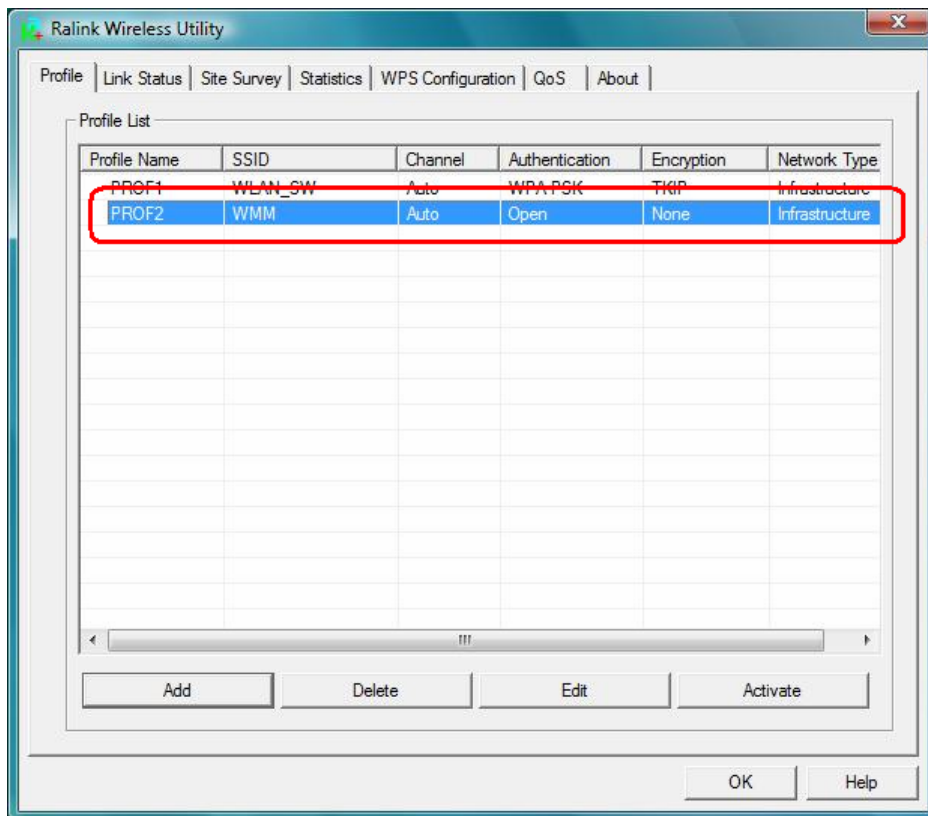 Ralink Wireless Utility
Profile Link Status Site Survey Statistics WPS Configuration QoS About
Profile List
Profile Name SSID Channel Authentication Encryption Network Type
PROF1 WLAN_SW Auto WPA-PSK TKIP Infrastructure
PROF2 WMM Auto Open None Infrastructure
Add Delete Edit Activate
OK Help